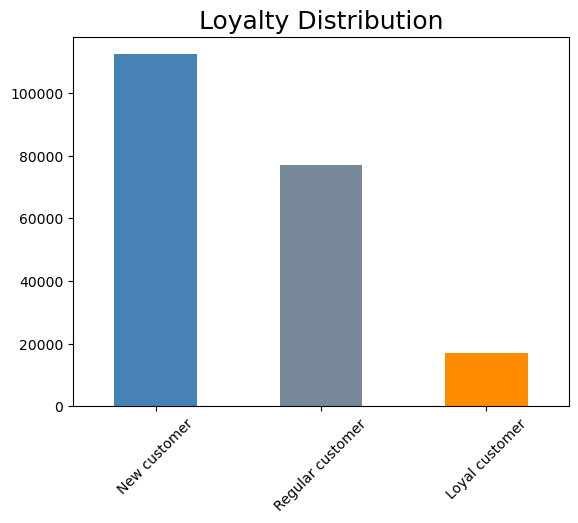 Loyalty Distribution
100000
80000
60000
40000
20000
0
New customer
Regular customer
Loyal customer